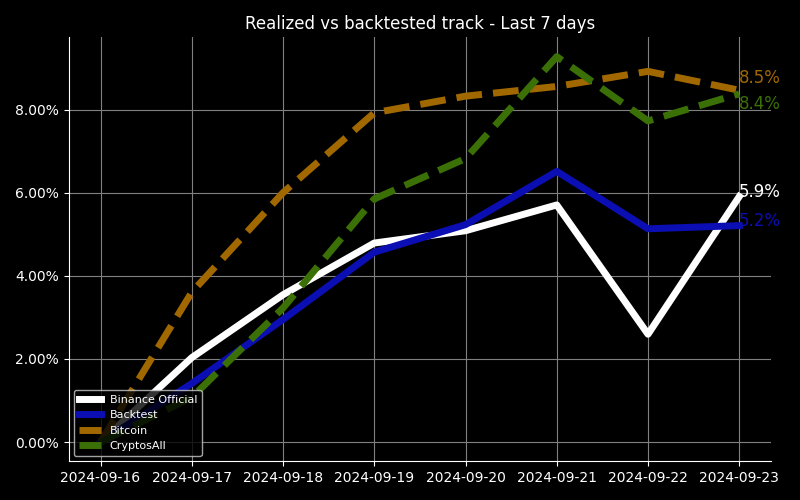 Realized vs backtested track - Last 7 days
8.5%
8.4%
8.00%
6.00%
5.9%
5.2%
4.00%
2.00%
0.00%
Binance Official
Backtest
Bitcoin
CryptosAll
2024-09-16 2024-09-17 2024-09-18 2024-09-19 2024-09-20 2024-09-21 2024-09-22 2024-09-23